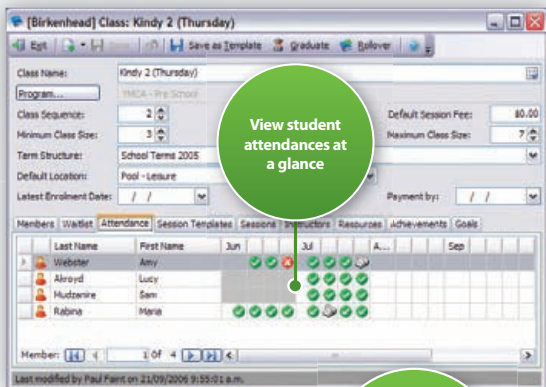 [Birkenhead] Class: Kindy 2 (Thursday)
Exit Save Save as Template Graduate Rollover
Class Name: Kindy 2 (Thursday)
Program... YMCA - Pre School
Class Sequence: 2 Default Session Fee: $0.00
Minimum Class Size: 3 Maximum Class Size: 7
Term Structure: School Terms 2005
Default Location: Pool - Leisure
Latest Enrolment Date: / / Payment by: / /
View student
attendances at
a glance
Members Waitlist Attendance Session Templates Sessions Instructors Resources Achievements Goals
Last Name First Name Jun Jul A... Sep
Webster Amy
Akroyd Lucy
Mudzanire Sam
Rabina Maria
Member: 1 Of 4
Last modified by Paul Faint on 21/09/2006 9:55:01 a.m.